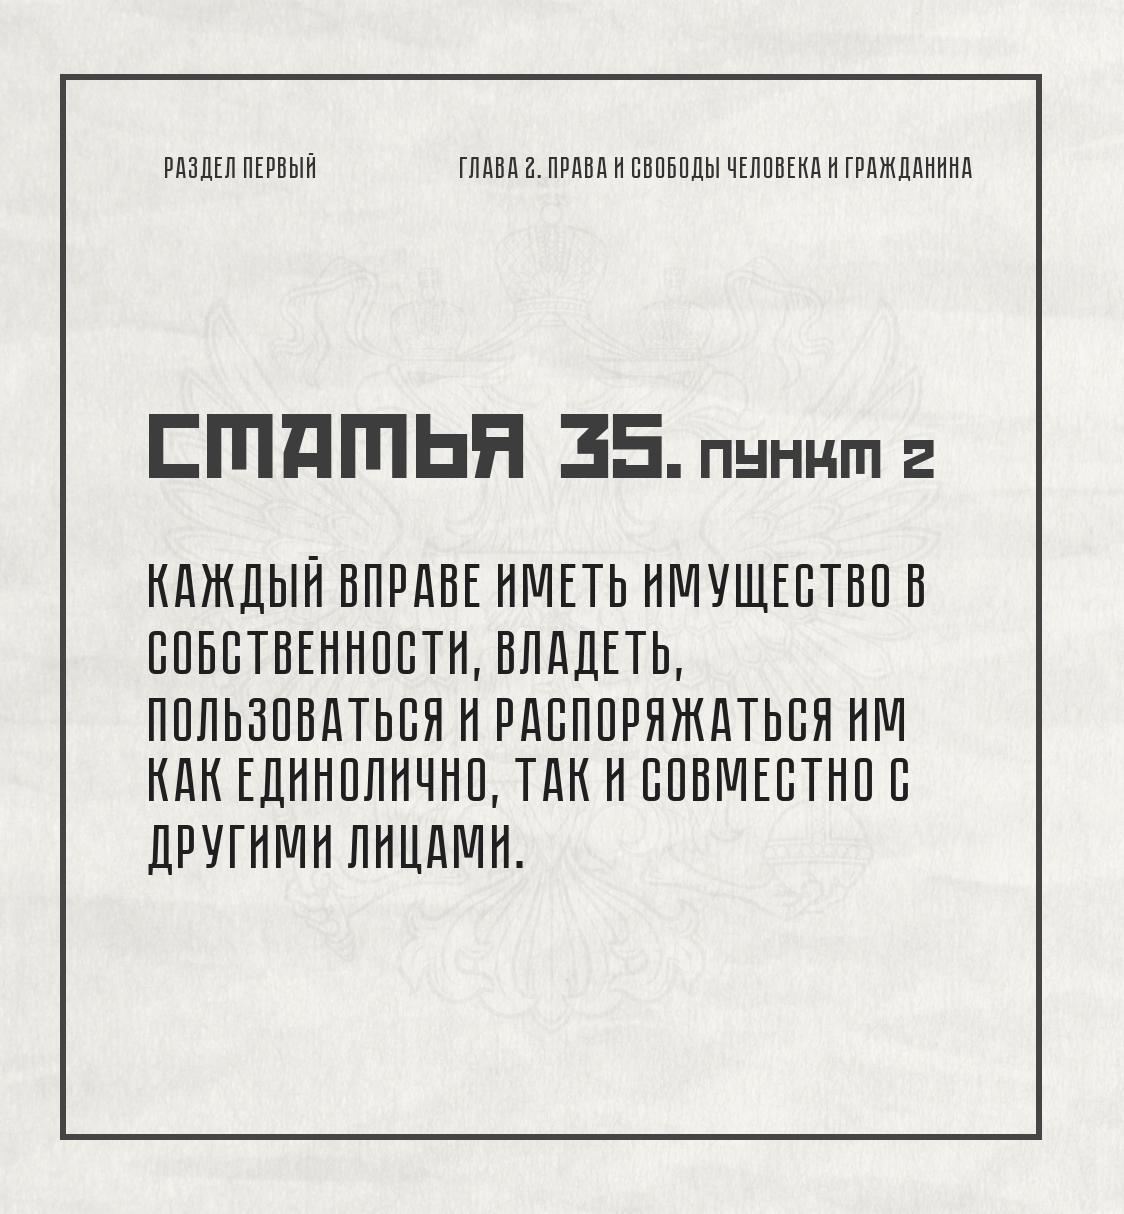 РАЗДЕЛ ПЕРВЫЙ
ГЛАВА 2. ПРАВА И СВОБОДЫ ЧЕЛОВЕКА И ГРАЖДАНИНА
СТАТЬЯ 35. ПУНКТ 2
КАЖДЫЙ ВПРАВЕ ИМЕТЬ ИМУЩЕСТВО В
СОБСТВЕННОСТИ, ВЛАДЕТЬ,
ПОЛЬЗОВАТЬСЯ И РАСПОРЯЖАТЬСЯ ИМ
КАК ЕДИНОЛИЧНО, ТАК И СОВМЕСТНО С
ДРУГИМИ ЛИЦАМИ.